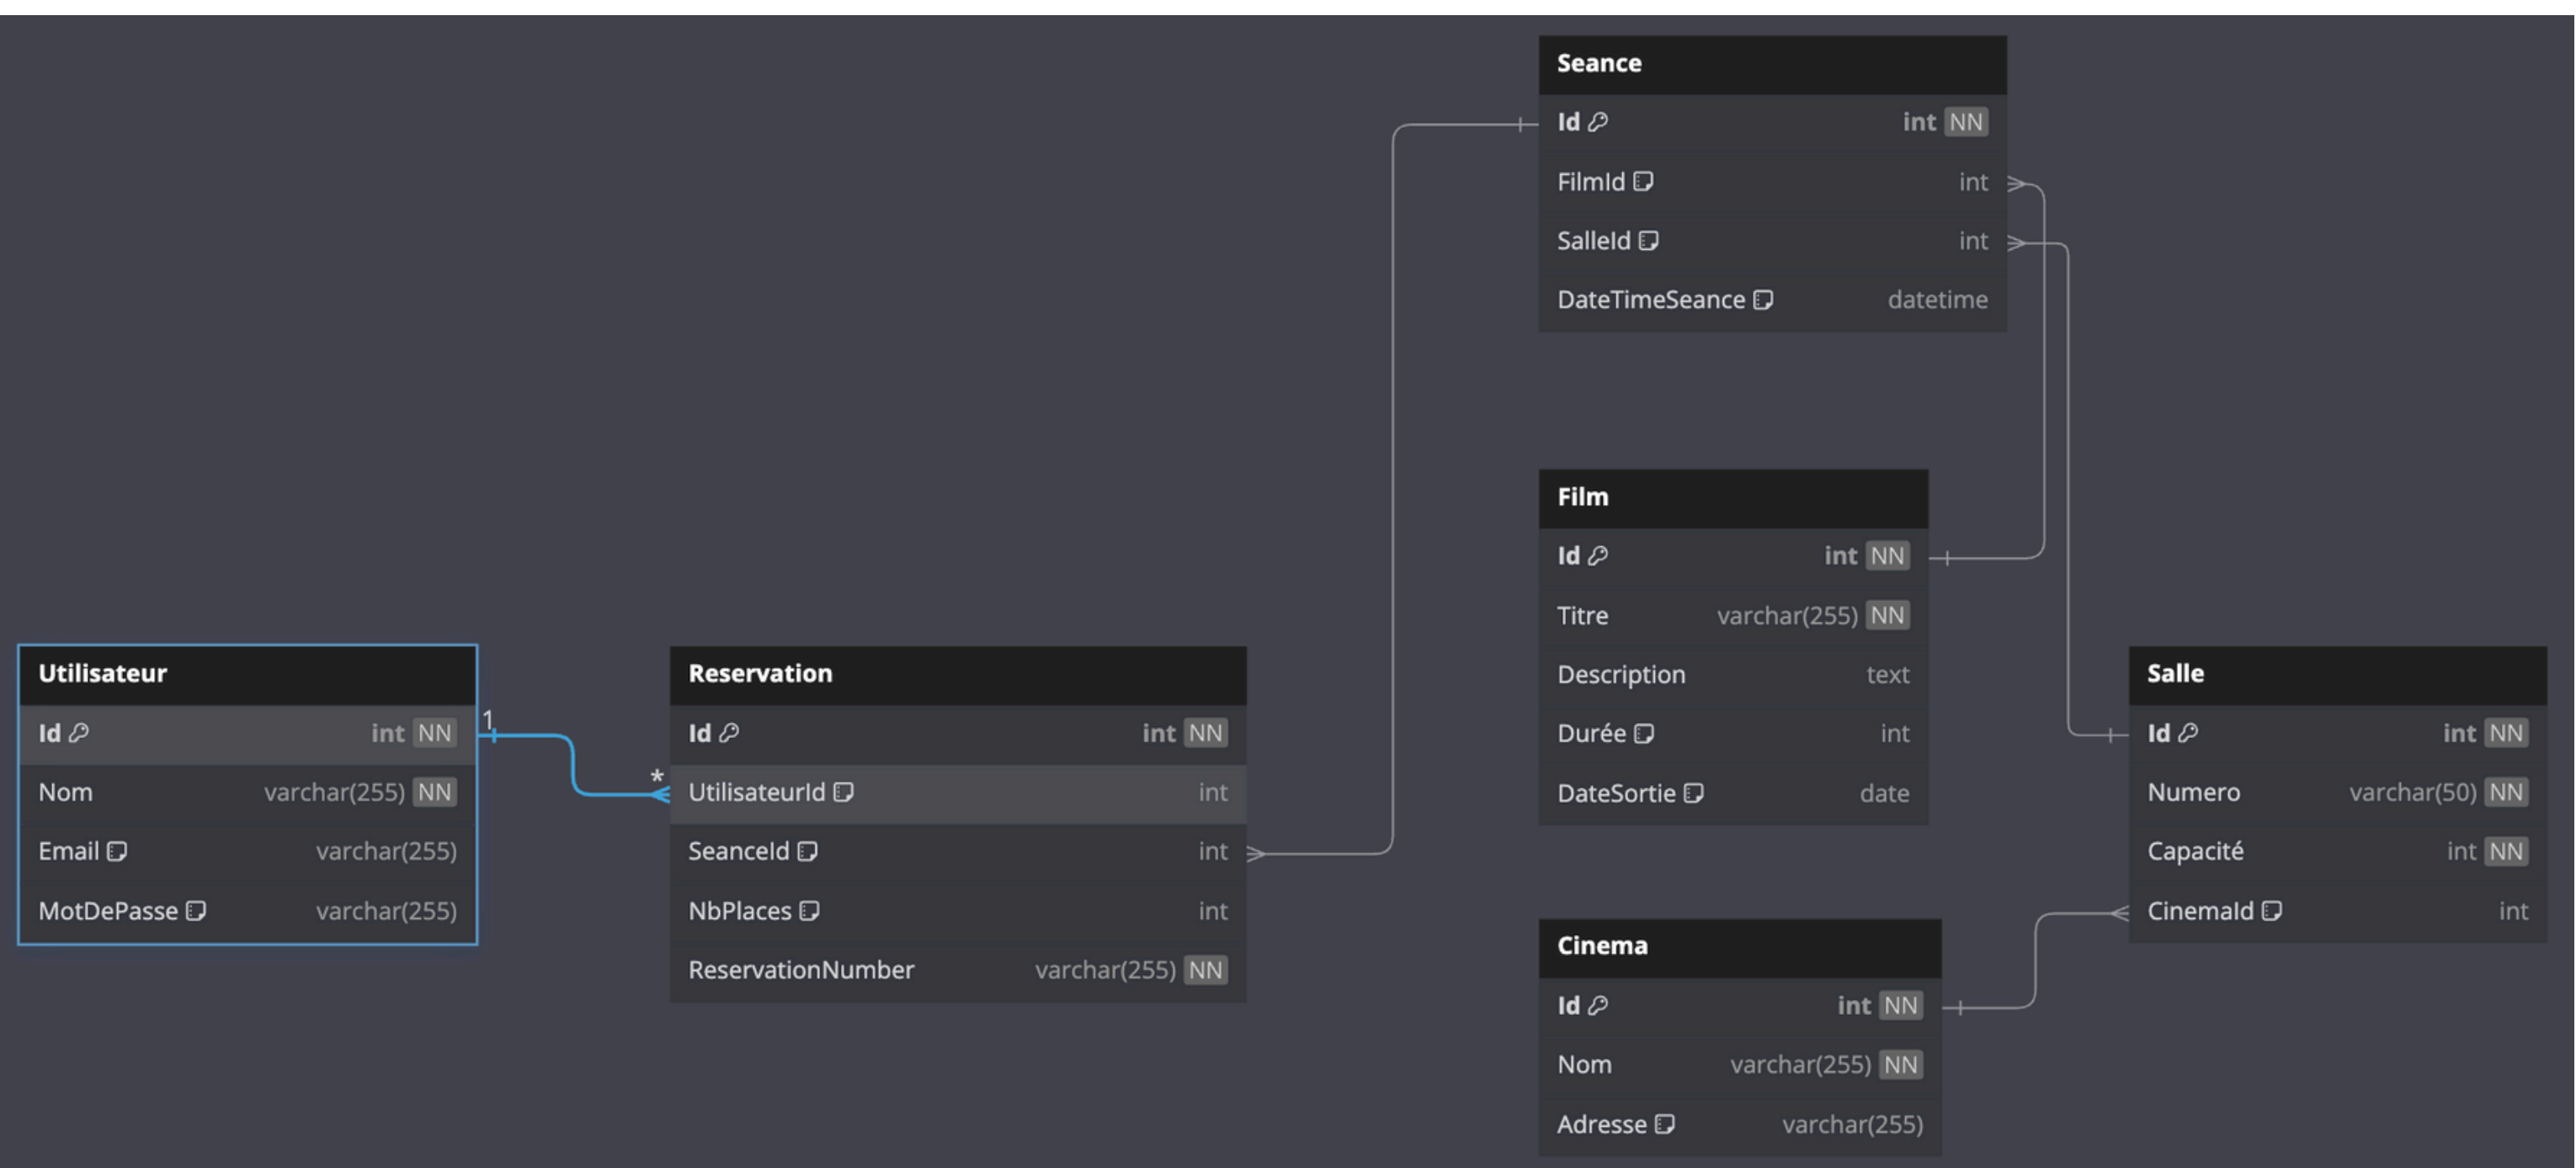 Seance
Id int NN
FilmId int
SalleId int
DateTimeSeance datetime
Film
Id int NN
Titre varchar(255) NN
Description text
Durée int
DateSortie date
Utilisateur
Id int NN
Nom varchar(255) NN
Email varchar(255)
MotDePasse varchar(255)
1
*
Reservation
Id int NN
UtilisateurId int
SeanceId int
NbPlaces int
ReservationNumber varchar(255) NN
Salle
Id int NN
Numero varchar(50) NN
Capacité int NN
CinemaId int
Cinema
Id int NN
Nom varchar(255) NN
Adresse varchar(255)